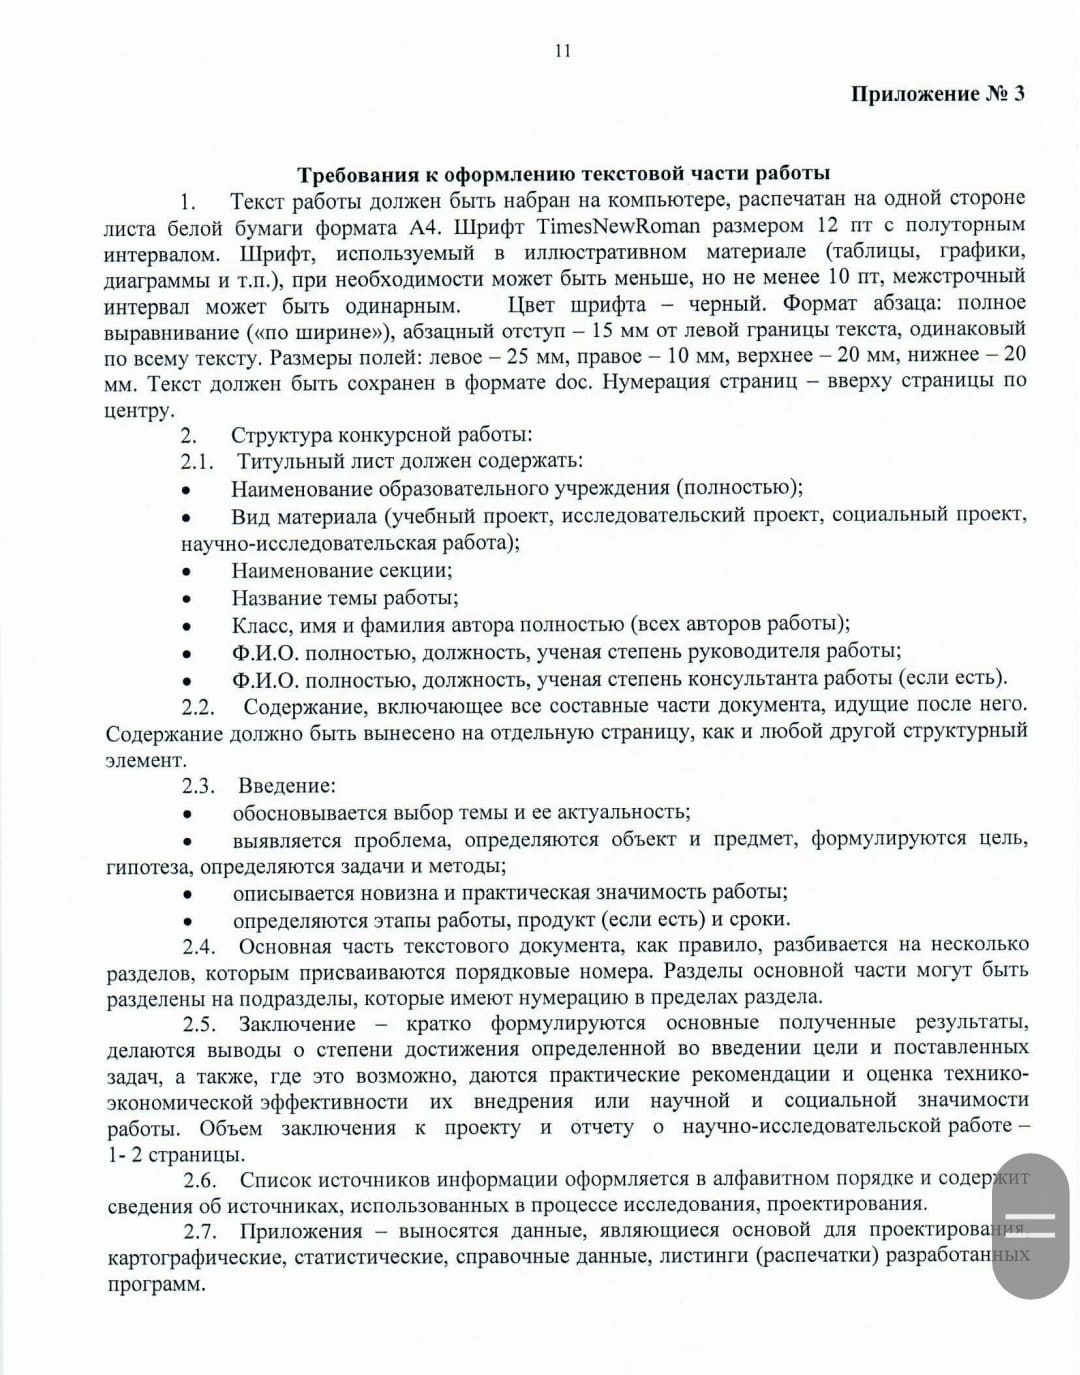 11
Приложение № 3
Требования к оформлению текстовой части работы
1. Текст работы должен быть набран на компьютере, распечатан на одной стороне
листа белой бумаги формата А4. Шрифт TimesNewRoman размером 12 пт с полуторным
интервалом. Шрифт, используемый в иллюстративном материале (таблицы, графики,
диаграммы и т.п.), при необходимости может быть меньше, но не менее 10 пт, межстрочный
интервал может быть одинарным. Цвет шрифта – черный. Формат абзаца: полное
выравнивание («по ширине»), абзацный отступ – 15 мм от левой границы текста, одинаковый
по всему тексту. Размеры полей: левое – 25 мм, правое – 10 мм, верхнее – 20 мм, нижнее – 20
мм. Текст должен быть сохранен в формате doc. Нумерация страниц – вверху страницы по
центру.
2. Структура конкурсной работы:
2.1. Титульный лист должен содержать:
• Наименование образовательного учреждения (полностью);
• Вид материала (учебный проект, исследовательский проект, социальный проект,
научно-исследовательская работа);
• Наименование секции;
• Название темы работы;
• Класс, имя и фамилия автора полностью (всех авторов работы);
• Ф.И.О. полностью, должность, ученая степень руководителя работы;
• Ф.И.О. полностью, должность, ученая степень консультанта работы (если есть).
2.2. Содержание, включающее все составные части документа, идущие после него.
Содержание должно быть вынесено на отдельную страницу, как и любой другой структурный
элемент.
2.3. Введение:
• обосновывается выбор темы и ее актуальность;
• выявляется проблема, определяются объект и предмет, формулируются цель,
гипотеза, определяются задачи и методы;
• описывается новизна и практическая значимость работы;
• определяются этапы работы, продукт (если есть) и сроки.
2.4. Основная часть текстового документа, как правило, разбивается на несколько
разделов, которым присваиваются порядковые номера. Разделы основной части могут быть
разделены на подразделы, которые имеют нумерацию в пределах раздела.
2.5. Заключение – кратко формулируются основные полученные результаты,
делаются выводы о степени достижения определенной во введении цели и поставленных
задач, а также, где это возможно, даются практические рекомендации и оценка технико-
экономической эффективности их внедрения или научной и социальной значимости
работы. Объем заключения к проекту и отчету о научно-исследовательской работе –
1- 2 страницы.
2.6. Список источников информации оформляется в алфавитном порядке и содержит
сведения об источниках, использованных в процессе исследования, проектирования.
2.7. Приложения – выносятся данные, являющиеся основой для проектирования,
картографические, статистические, справочные данные, листинги (распечатки) разработанных
программ.